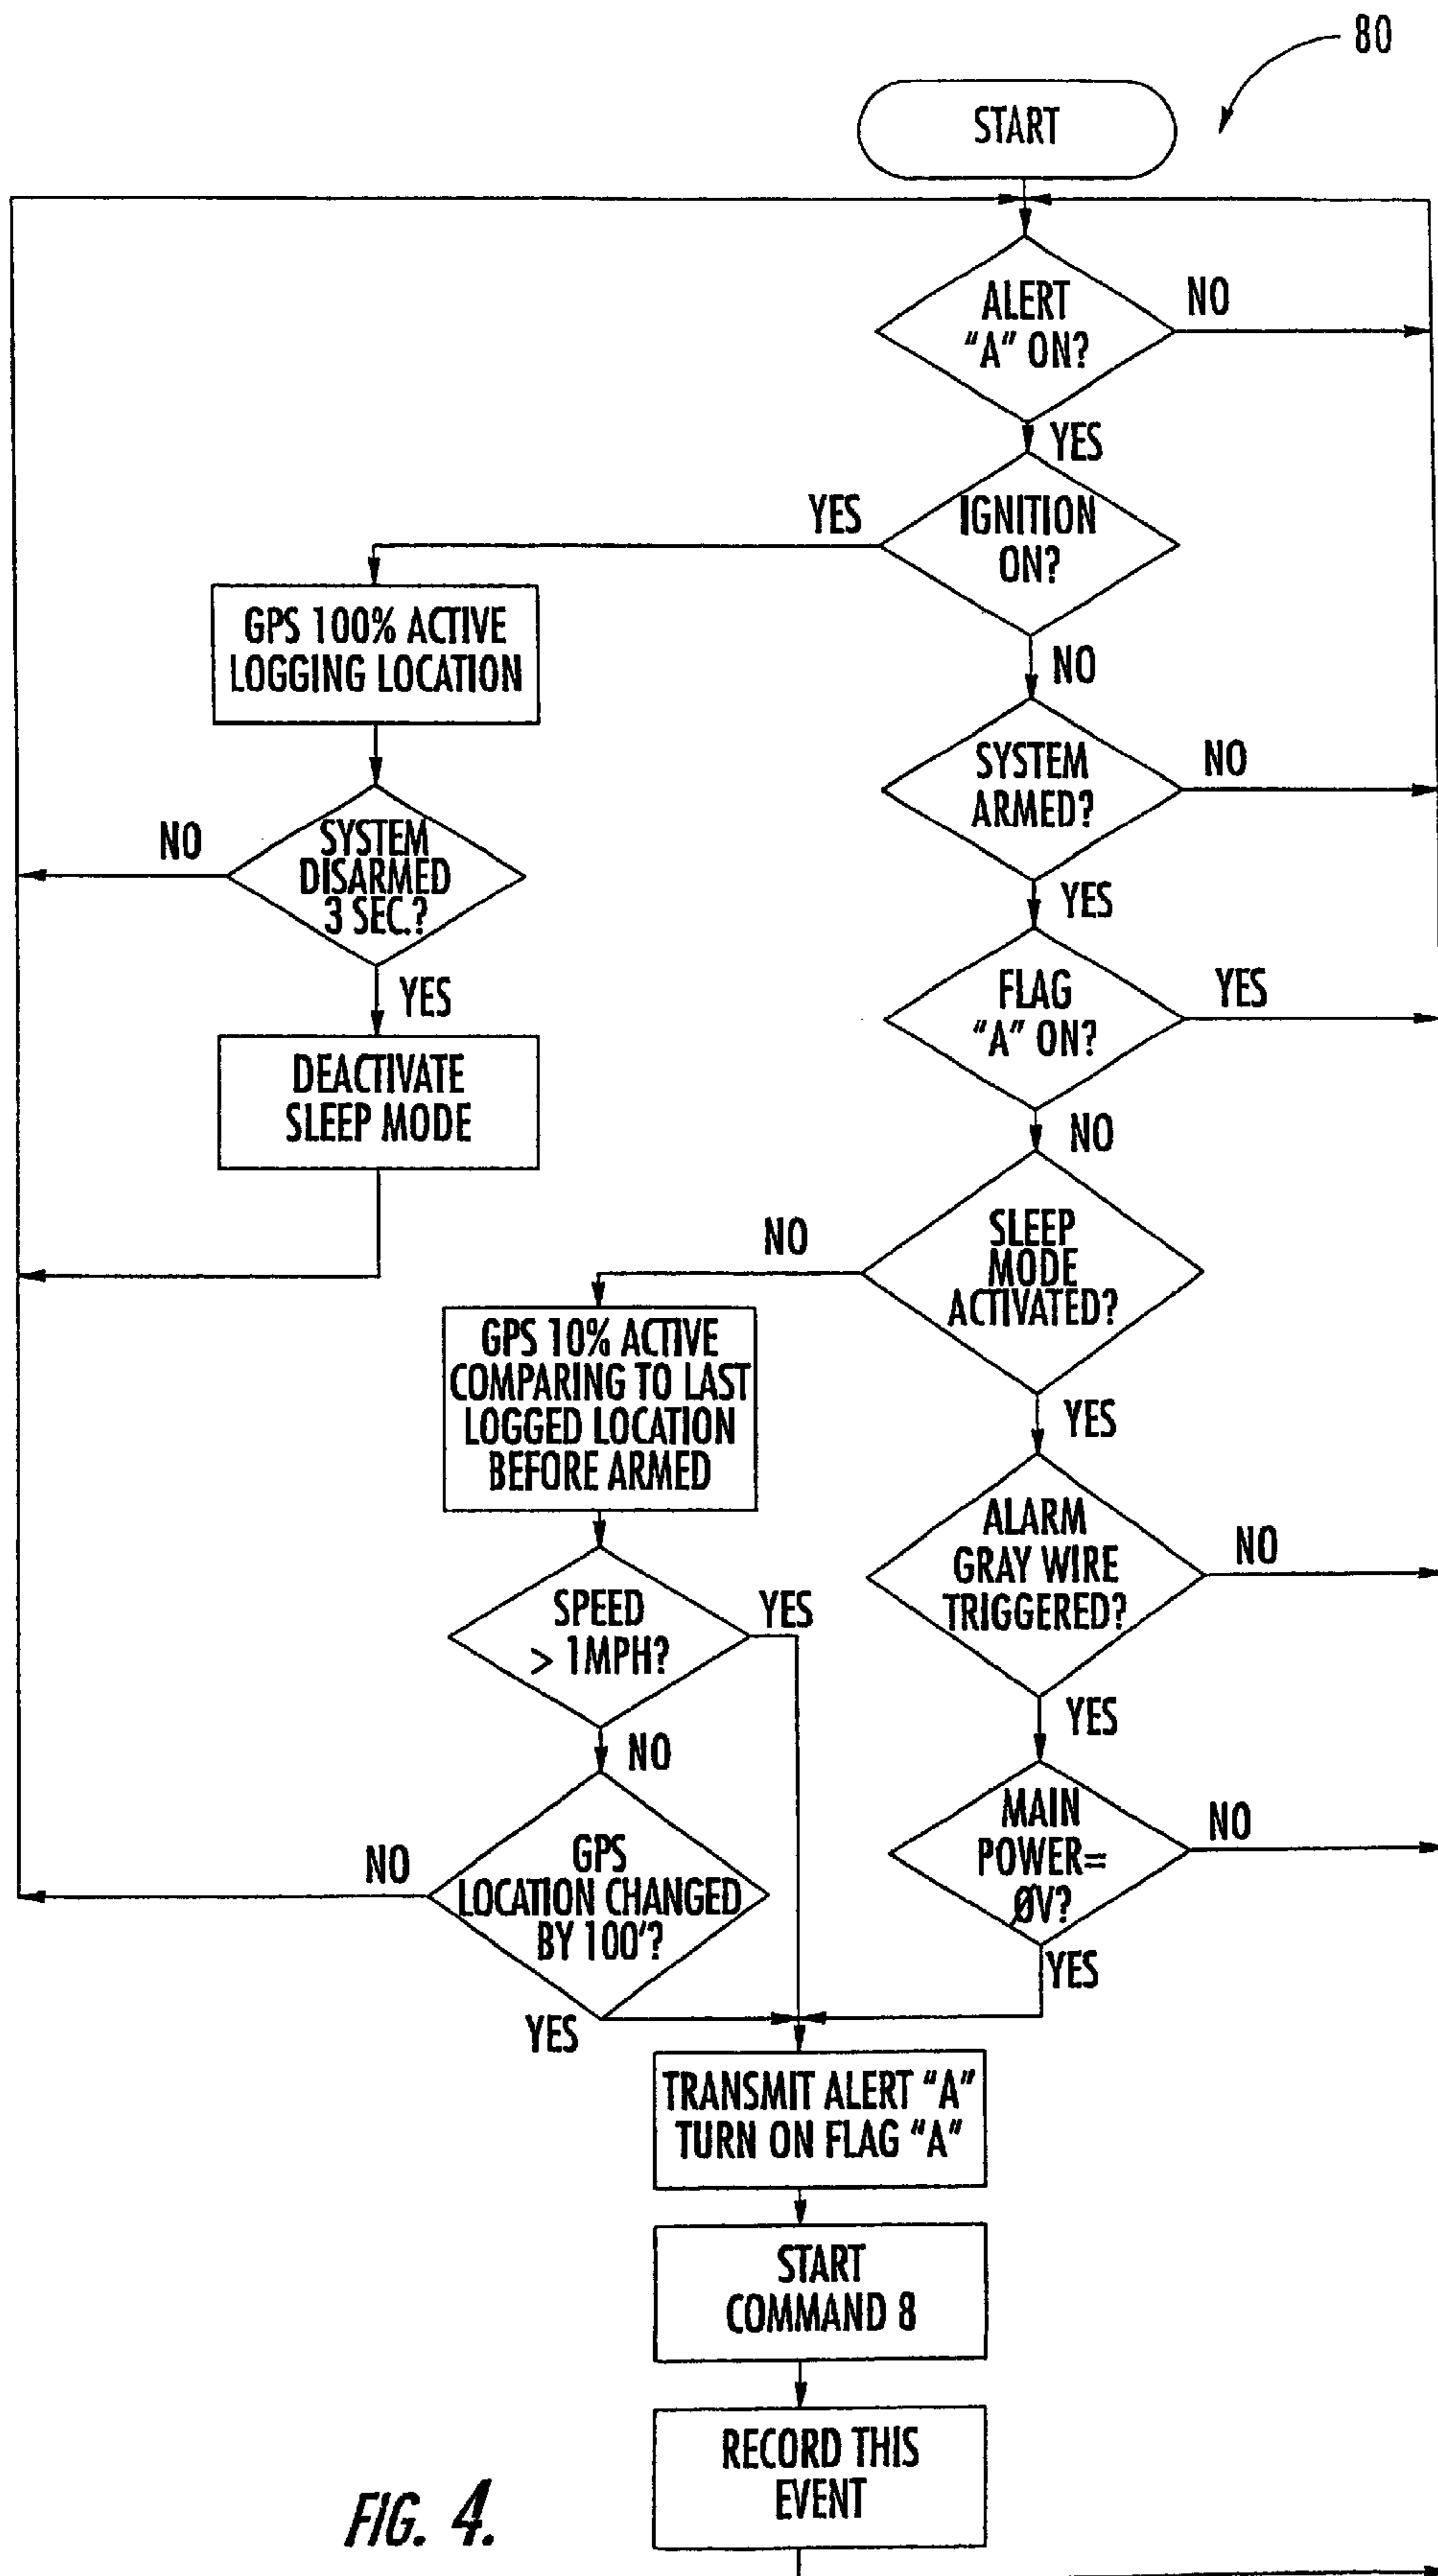 80
START
ALERT
"A" ON?
NO
YES
IGNITION
ON?
YES
NO
GPS 100% ACTIVE
LOGGING LOCATION
SYSTEM
DISARMED
3 SEC.?
NO
YES
DEACTIVATE
SLEEP MODE
SYSTEM
ARMED?
NO
YES
FLAG
"A" ON?
YES
NO
SLEEP
MODE
ACTIVATED?
NO
YES
GPS 10% ACTIVE
COMPARING TO LAST
LOGGED LOCATION
BEFORE ARMED
SPEED
> 1MPH?
YES
NO
GPS
LOCATION CHANGED
BY 100'?
NO
YES
ALARM
GRAY WIRE
TRIGGERED?
NO
YES
MAIN
POWER=
ØV?
NO
YES
TRANSMIT ALERT "A"
TURN ON FLAG "A"
START
COMMAND 8
RECORD THIS
EVENT
FIG. 4.